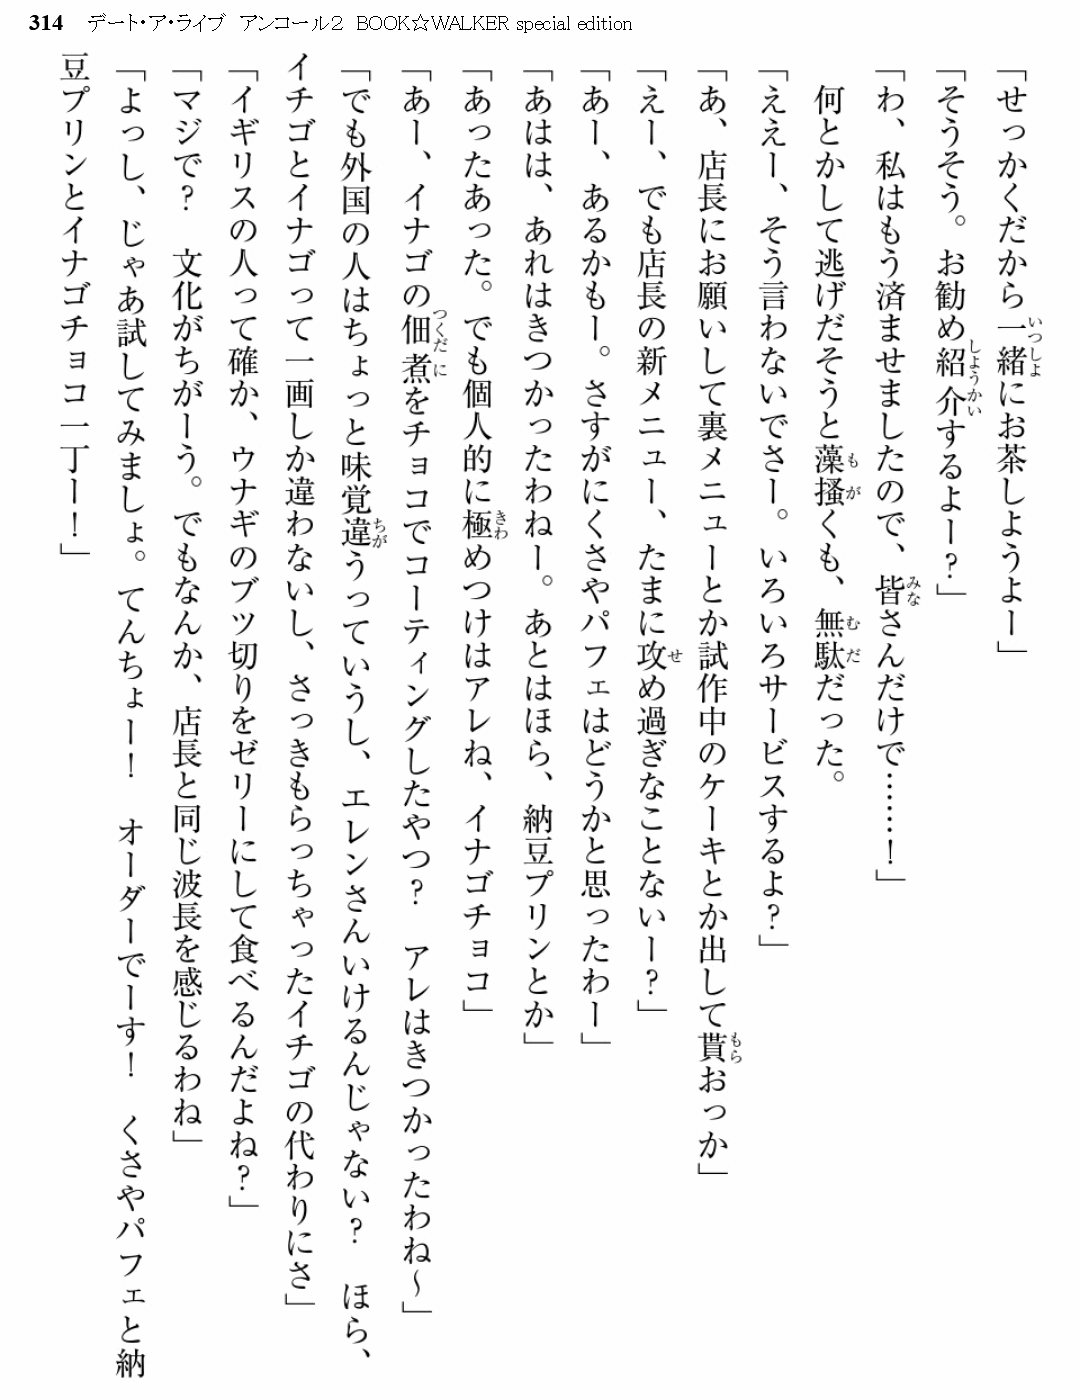 314 デート・ア・ライブ アンコール2 BOOK☆WALKER special edition
「せっかくだから一緒にお茶しようよー」
「そうそう。お勧め紹介するよー?」
「わ、私はもう済ませましたので、皆さんだけで……!」
何とかして逃げだそうと藻掻くも、無駄だった。
「ええー、そう言わないでさー。いろいろサービスするよ?」
「あ、店長にお願いして裏メニューとか試作中のケーキとか出して貰おっか」
「えー、でも店長の新メニュー、たまに攻め過ぎなことないー?」
「あー、あるかもー。さすがにくさやパフェはどうかと思ったわー」
「あはは、あれはきつかったわねー。あとはほら、納豆プリンとか」
「あったあった。でも個人的に極めつけはアレね、イナゴチョコ」
「あー、イナゴの佃煮をチョコでコーティングしたやつ? アレはきつかったわね〜」
「でも外国の人はちょっと味覚違うっていうし、エレンさんいけるんじゃない? ほら、
イチゴとイナゴって一画しか違わないし、さっきもらっちゃったイチゴの代わりにさ」
「イギリスの人って確か、ウナギのブツ切りをゼリーにして食べるんだよね?」
「マジで? 文化がちがーう。でもなんか、店長と同じ波長を感じるわね」
「よっし、じゃあ試してみましょ。てんちょー! オーダーでーす! くさやパフェと納
豆プリンとイナゴチョコ一丁ー!」